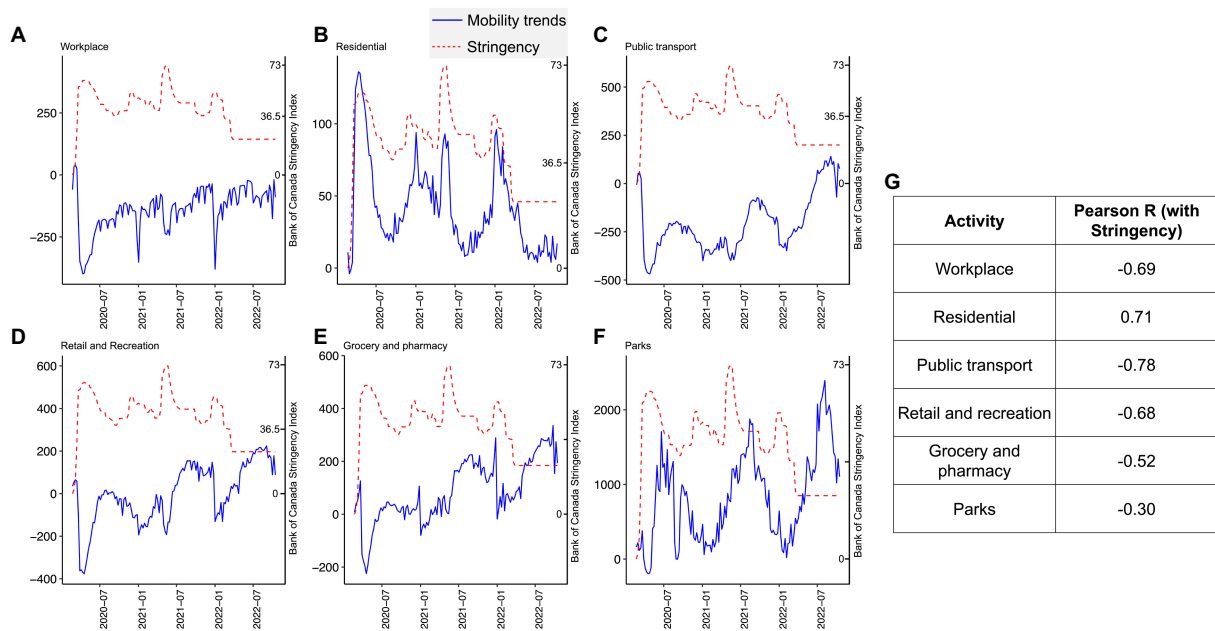 Mobility trends
Stringency
A
Workplace
250
0
−250
73
36.5
0
Bank of Canada Stringency Index
2020−07
2021−01
2021−07
2022−01
2022−07
B
Residential
100
50
0
73
36.5
0
Bank of Canada Stringency Index
2020−07
2021−01
2021−07
2022−01
2022−07
C
Public transport
500
250
0
−250
−500
73
36.5
0
Bank of Canada Stringency Index
2020−07
2021−01
2021−07
2022−01
2022−07
D
Retail and Recreation
600
400
200
0
−200
−400
73
36.5
0
Bank of Canada Stringency Index
2020−07
2021−01
2021−07
2022−01
2022−07
E
Grocery and pharmacy
600
400
200
0
−200
73
0
Bank of Canada Stringency Index
2020−07
2021−01
2021−07
2022−01
2022−07
F
Parks
2000
1000
0
73
0
Bank of Canada Stringency Index
2020−07
2021−01
2021−07
2022−01
2022−07
G
Activity
Pearson R (with
Stringency)
Workplace
-0.69
Residential
0.71
Public transport
-0.78
Retail and recreation
-0.68
Grocery and
pharmacy
-0.52
Parks
-0.30